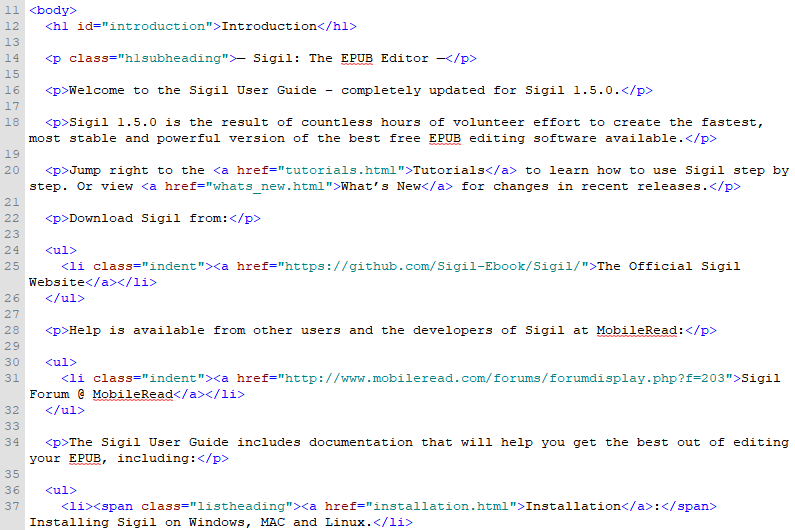 11 <body>
12 <h1 id="introduction">Introduction</h1>
13
14 <p class="h1subheading">— Sigil: The EPUB Editor —</p>
15
16 <p>Welcome to the Sigil User Guide – completely updated for Sigil 1.5.0.</p>
17
18 <p>Sigil 1.5.0 is the result of countless hours of volunteer effort to create the fastest,
most stable and powerful version of the best free EPUB editing software available.</p>
19
20 <p>Jump right to the <a href="tutorials.html">Tutorials</a> to learn how to use Sigil step by
step. Or view <a href="whats_new.html">What’s New</a> for changes in recent releases.</p>
21
22 <p>Download Sigil from:</p>
23
24 <ul>
25 <li class="indent"><a href="https://github.com/Sigil-Ebook/Sigil/">The Official Sigil
Website</a></li>
26 </ul>
27
28 <p>Help is available from other users and the developers of Sigil at MobileRead:</p>
29
30 <ul>
31 <li class="indent"><a href="http://www.mobileread.com/forums/forumdisplay.php?f=203">Sigil
Forum @ MobileRead</a></li>
32 </ul>
33
34 <p>The Sigil User Guide includes documentation that will help you get the best out of editing
your EPUB, including:</p>
35
36 <ul>
37 <li><span class="listheading"><a href="installation.html">Installation</a>:</span>
Installing Sigil on Windows, MAC and Linux.</li>